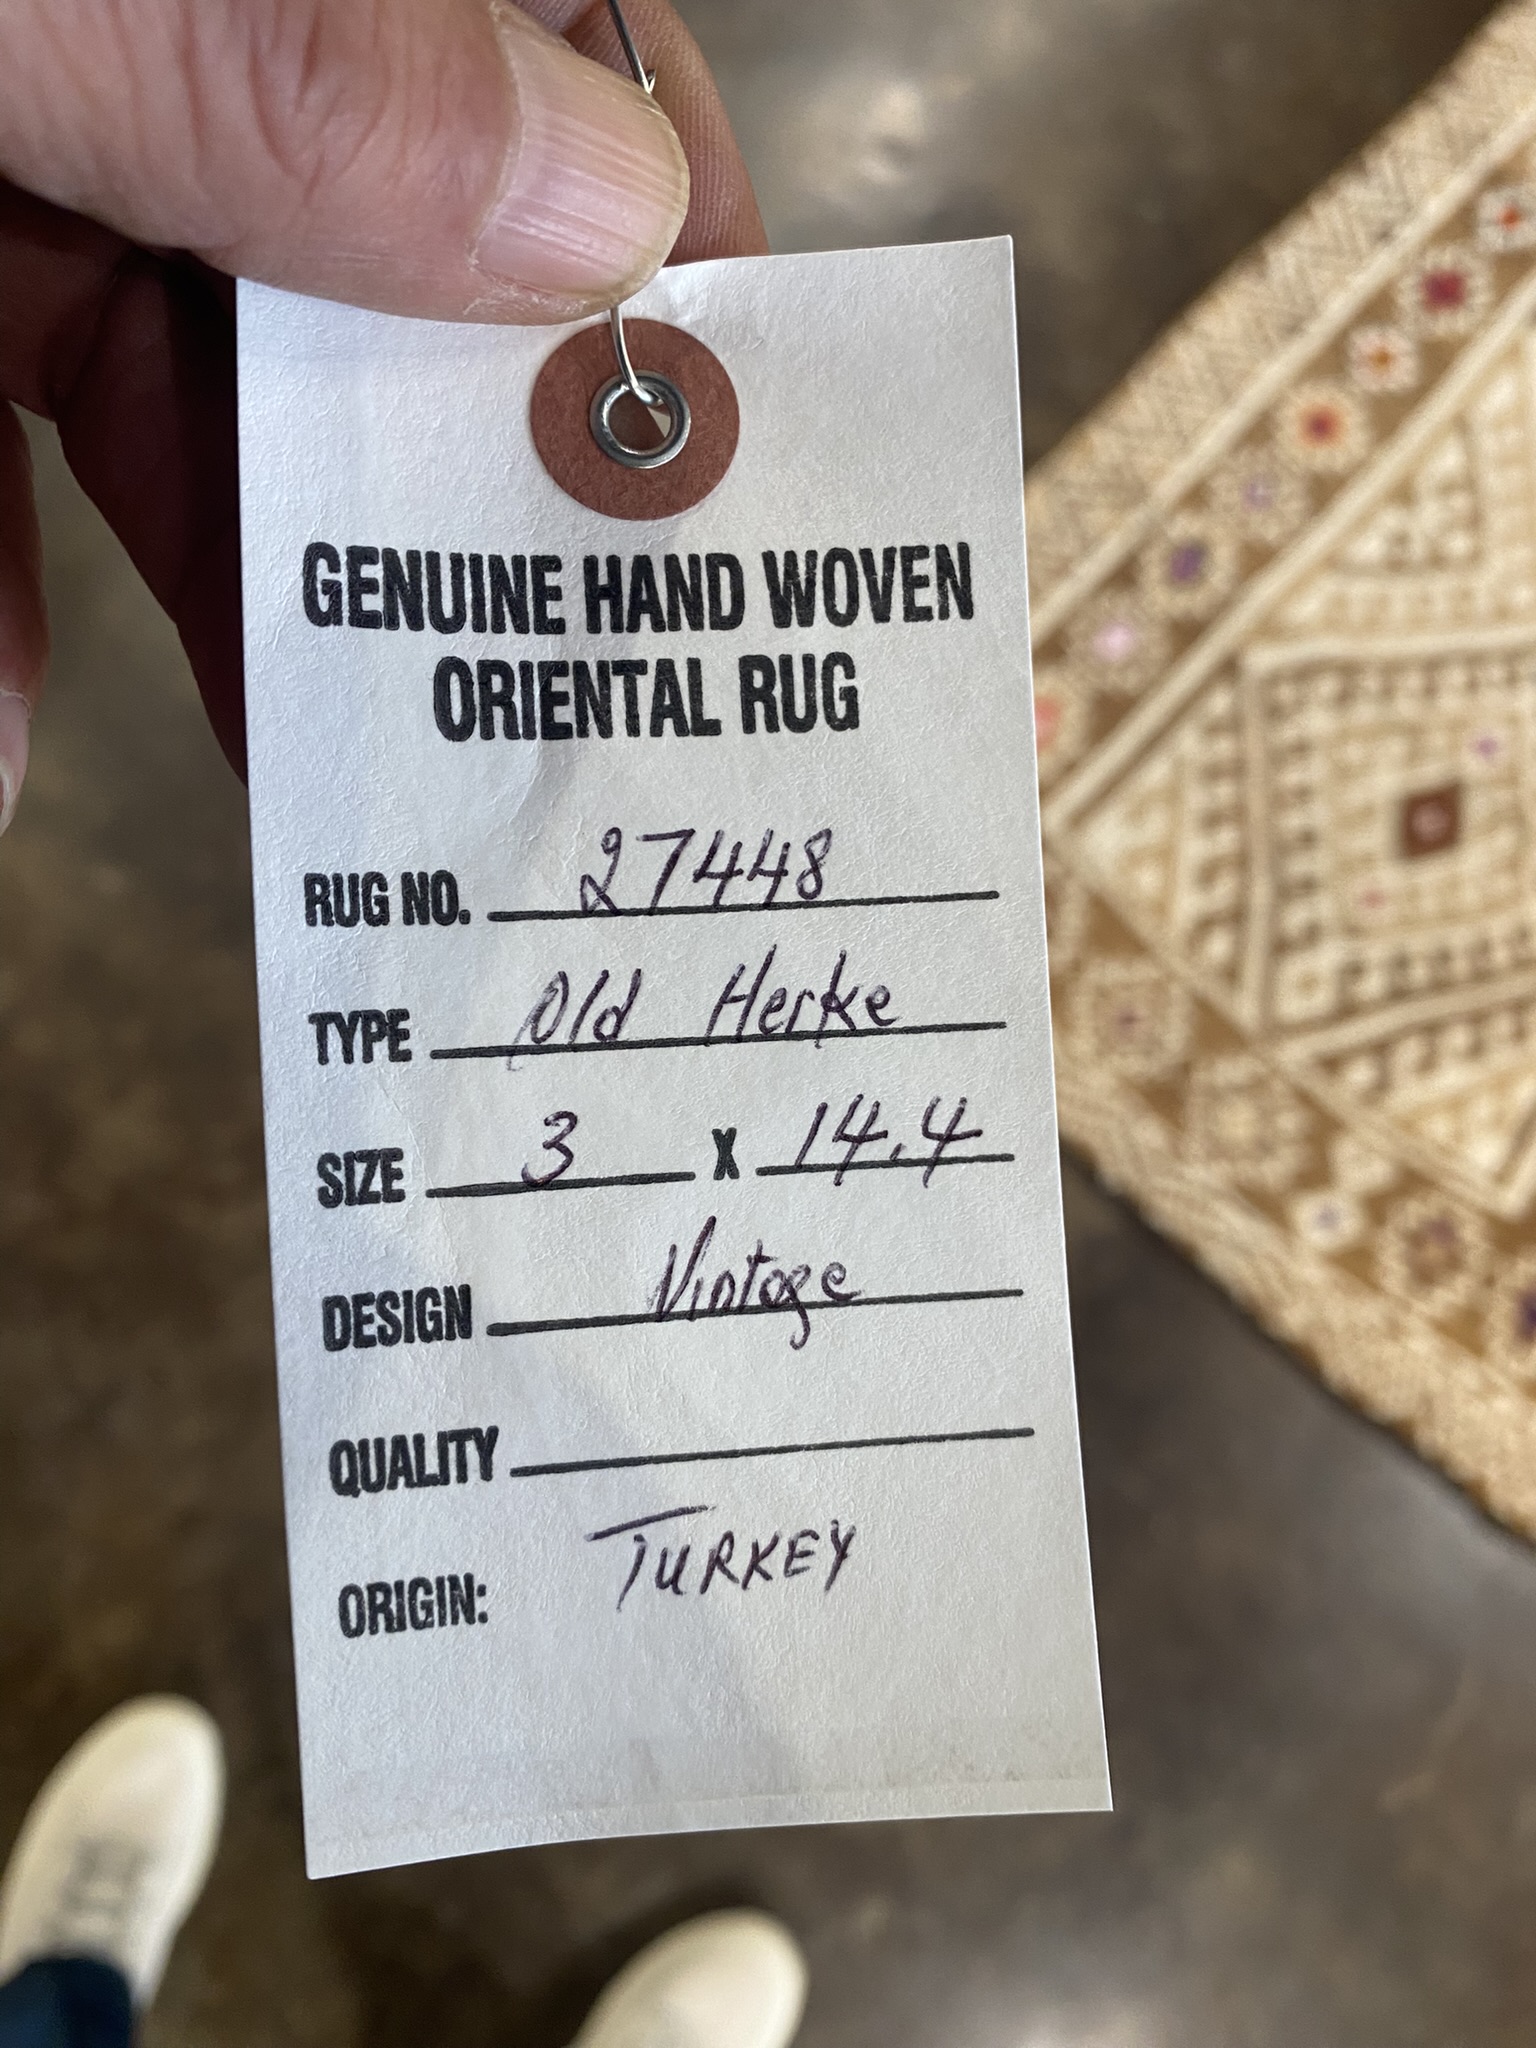 GENUINE HAND WOVEN
ORIENTAL RUG
RUG NO. 27448
TYPE Old Herke
SIZE 3 X 14.4
DESIGN Vintage
QUALITY
ORIGIN: TURKEY